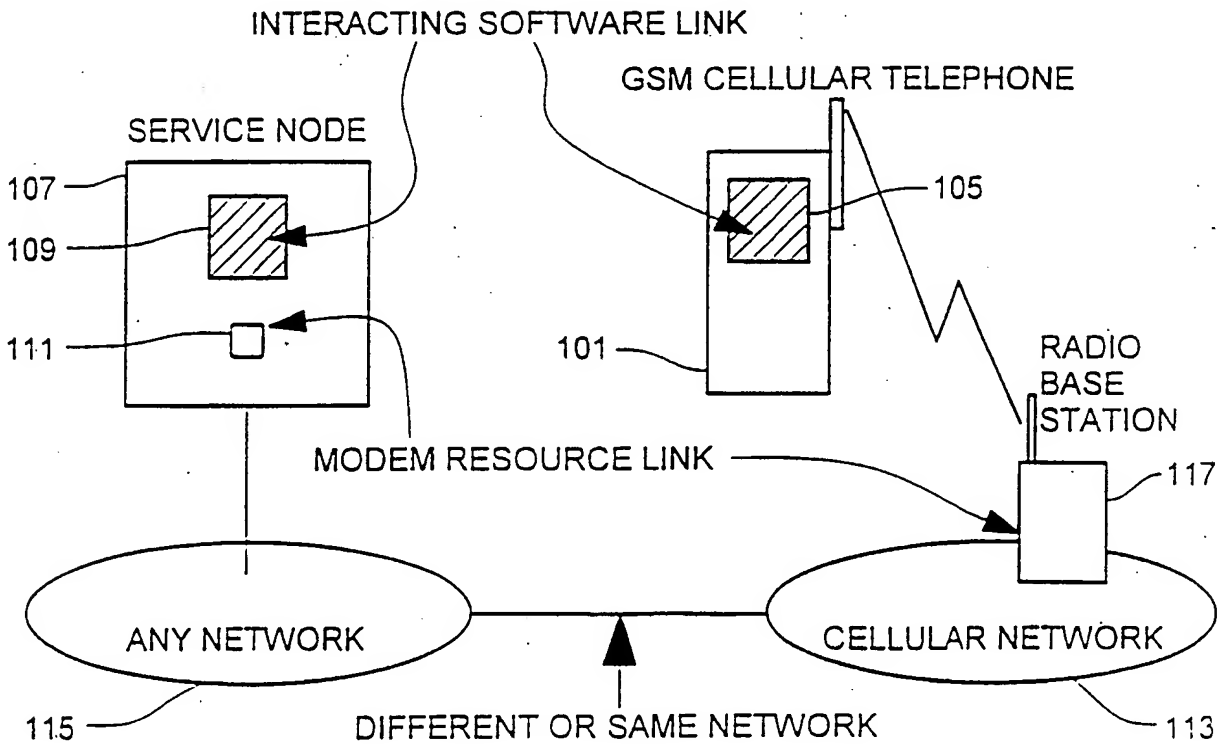 INTERACTING SOFTWARE LINK
GSM CELLULAR TELEPHONE
SERVICE NODE
107
109
111
105
101
RADIO
BASE
STATION
MODEM RESOURCE LINK
117
ANY NETWORK
CELLULAR NETWORK
115
DIFFERENT OR SAME NETWORK
113